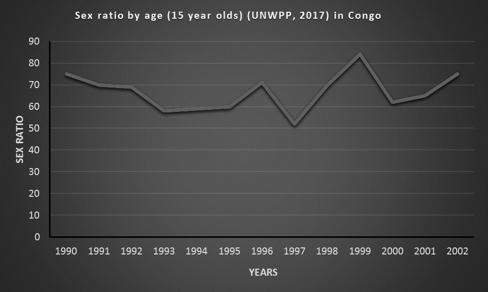 Sex ratio by age (15 year olds) (UNWPP, 2017) in Congo
90
80
70
60
50
40
30
20
10
0
SEX RATIO
1990 1991 1992 1993 1994 1995 1996 1997 1998 1999 2000 2001 2002
YEARS